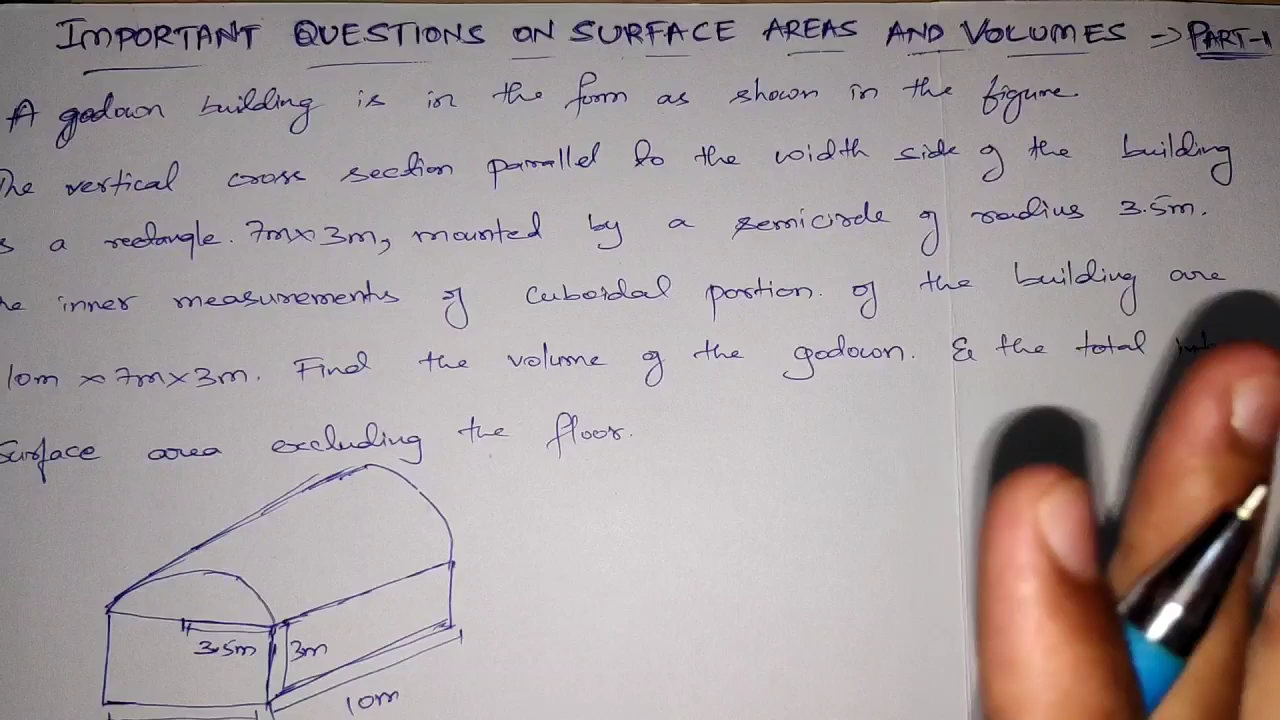 IMPORTANT QUESTIONS ON SURFACE AREAS AND VOLUMES → PART-1
A godown building is in the form as shown in the figure.
The vertical cross section parallel to the width side of the building
is a rectangle. 7m×3m, mounted by a semicircle of radius 3.5m.
inner measurements of cuboidal portion. of the building are
10m × 7m × 3m. Find the volume of the godown. & the total
Surface area excluding the floor.
3.5m
3m
10m